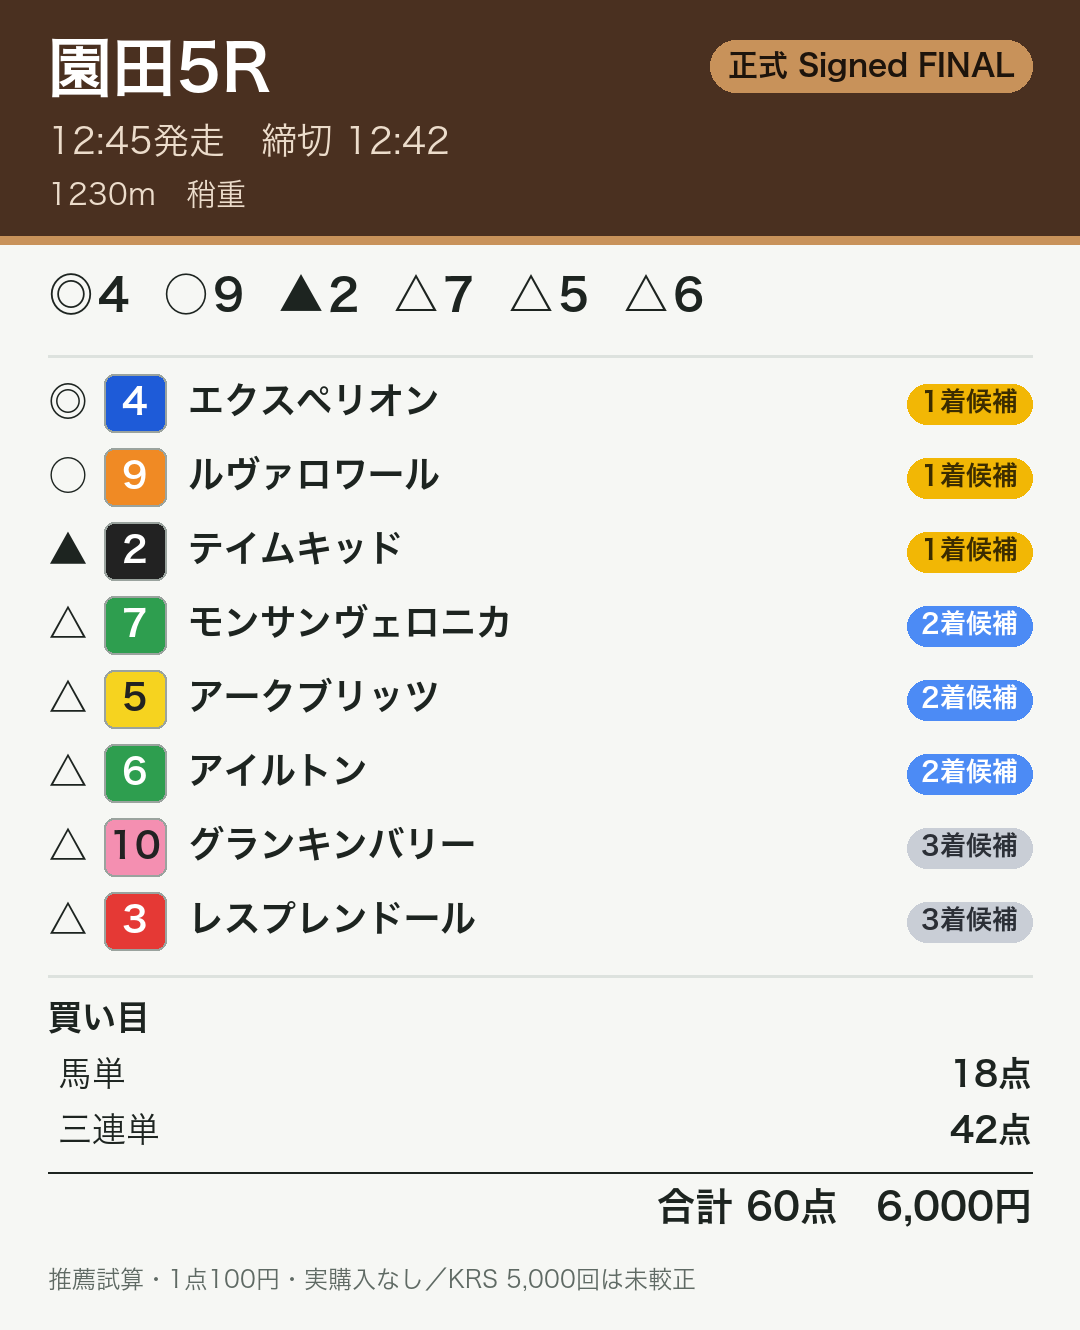 園田5R
正式 Signed FINAL
12:45発走　締切 12:42
1230m　稍重
◎4 ○9 ▲2 △7 △5 △6
◎ 4 エクスペリオン 1着候補
○ 9 ルヴァロワール 1着候補
▲ 2 テイムキッド 1着候補
△ 7 モンサンヴェロニカ 2着候補
△ 5 アークブリッツ 2着候補
△ 6 アイルトン 2着候補
△ 10 グランキンバリー 3着候補
△ 3 レスプレンドール 3着候補
買い目
馬単 18点
三連単 42点
合計 60点　6,000円
推薦試算・1点100円・実購入なし／KRS 5,000回は未較正